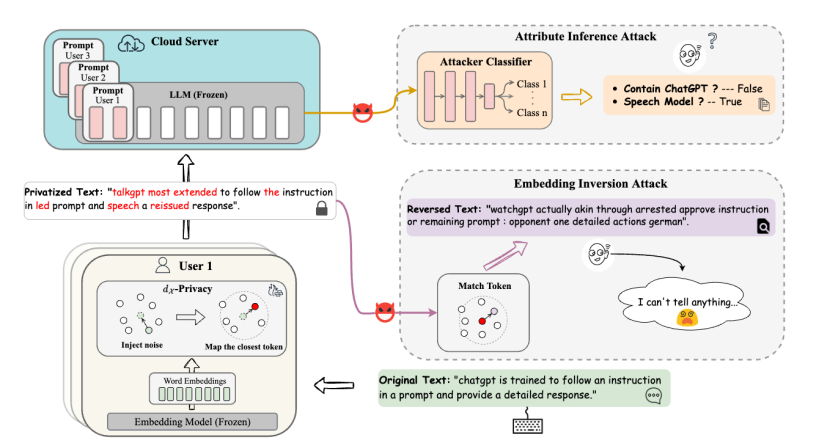 Cloud Server
Prompt
User 3
Prompt
User 2
Prompt
User 1
LLM (Frozen)
Attribute Inference Attack
Attacker Classifier
Class 1
Class n
?
• Contain ChatGPT ? --- False
• Speech Model ? -- True
Privatized Text: "talkgpt most extended to follow the instruction
in led prompt and speech a reissued response".
Embedding Inversion Attack
Reversed Text: "watchgpt actually akin through arrested approve instruction
or remaining prompt : opponent one detailed actions german".
Match Token
I can't tell anything...
User 1
dχ-Privacy
Inject noise
Map the closest token
Word Embeddings
Embedding Model (Frozen)
Original Text: "chatgpt is trained to follow an instruction
in a prompt and provide a detailed response."